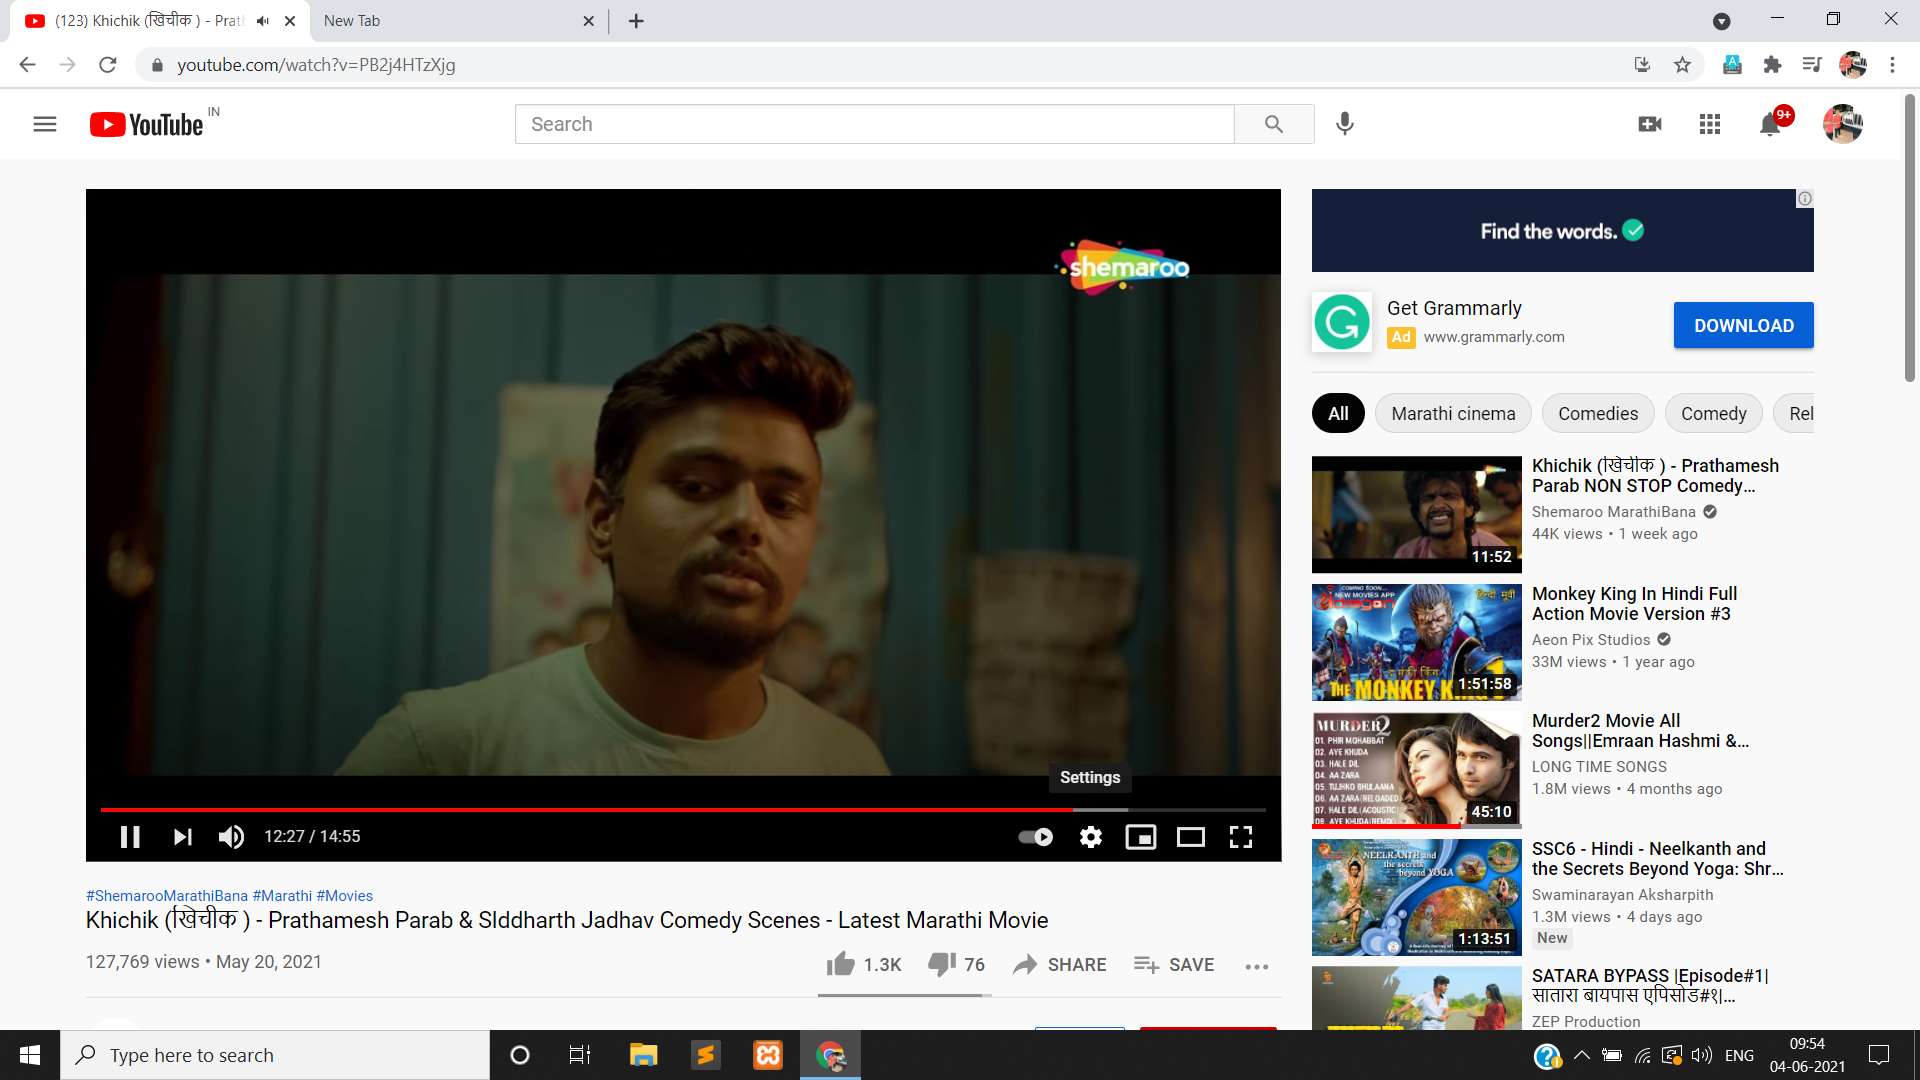 (123) Khichik (खिचीक ) - Prat
New Tab
youtube.com/watch?v=PB2j4HTzXjg
YouTube IN
Search
9+
shemaroo
Find the words.
Get Grammarly
Ad www.grammarly.com
DOWNLOAD
All
Marathi cinema
Comedies
Comedy
Rel
Settings
12:27 / 14:55
#ShemarooMarathiBana #Marathi #Movies
Khichik (खिचीक ) - Prathamesh Parab & SIddharth Jadhav Comedy Scenes - Latest Marathi Movie
127,769 views • May 20, 2021
1.3K
76
SHARE
SAVE
11:52
Khichik (खिचीक ) - Prathamesh
Parab NON STOP Comedy...
Shemaroo MarathiBana
44K views • 1 week ago
COMING SOON...
NEW MOVIES APP
हिन्दी मूवी
THE MONKEY K
1:51:58
Monkey King In Hindi Full
Action Movie Version #3
Aeon Pix Studios
33M views • 1 year ago
MURDER 2
01. PHIR MOHABBAT
02. AYE KHUDA
03. HALE DIL
04. AA ZARA
05. TUJHKO BHULAANA
06. AA ZARA (RELOADED
07. HALE DIL (ACOUSTIC)
08. AYE KHUDA (REMIX)
45:10
Murder2 Movie All
Songs||Emraan Hashmi &...
LONG TIME SONGS
1.8M views • 4 months ago
NEELKANTH and
the secrets
beyond YOGA
1:13:51
SSC6 - Hindi - Neelkanth and
the Secrets Beyond Yoga: Shr...
Swaminarayan Aksharpith
1.3M views • 4 days ago
New
SATARA BYPASS |Episode#1|
सातारा बायपास एपिसोड#१|...
ZEP Production
Type here to search
ENG
09:54
04-06-2021